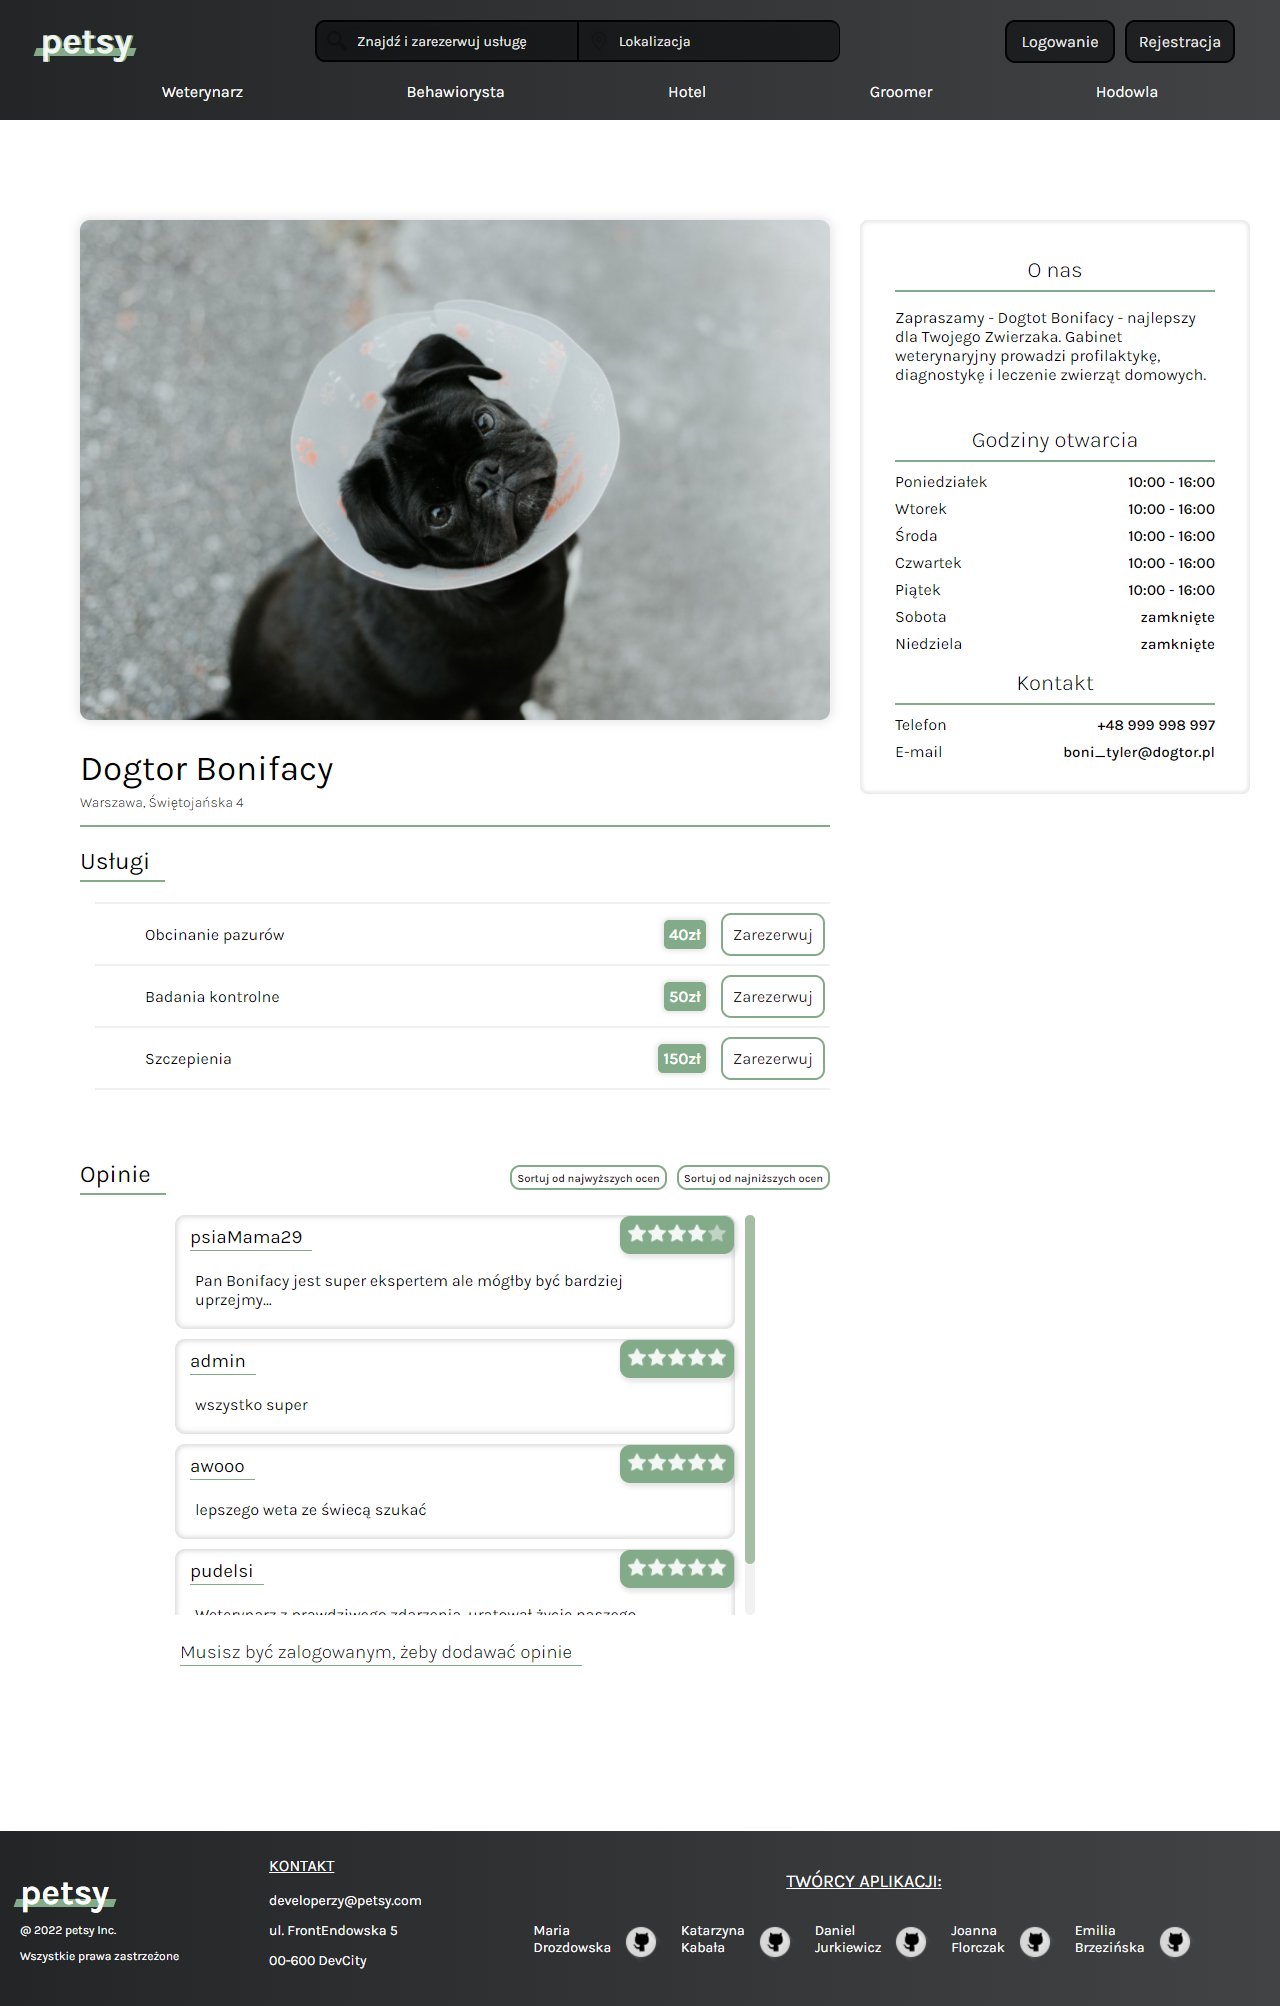 petsy
Znajdź i zarezerwuj usługę
Lokalizacja
Logowanie
Rejestracja
Weterynarz
Behawiorysta
Hotel
Groomer
Hodowla
Dogtor Bonifacy
Warszawa, Świętojańska 4
Usługi
Obcinanie pazurów 40zł Zarezerwuj
Badania kontrolne 50zł Zarezerwuj
Szczepienia 150zł Zarezerwuj
Opinie
Sortuj od najwyższych ocen
Sortuj od najniższych ocen
psiaMama29
Pan Bonifacy jest super ekspertem ale mógłby być bardziej
uprzejmy...
admin
wszystko super
awooo
lepszego weta ze świecą szukać
pudelsi
Weterynarz z prawdziwego zdarzenia, uratował życie naszego
Musisz być zalogowanym, żeby dodawać opinie
O nas
Zapraszamy - Dogtot Bonifacy - najlepszy
dla Twojego Zwierzaka. Gabinet
weterynaryjny prowadzi profilaktykę,
diagnostykę i leczenie zwierząt domowych.
Godziny otwarcia
Poniedziałek 10:00 - 16:00
Wtorek 10:00 - 16:00
Środa 10:00 - 16:00
Czwartek 10:00 - 16:00
Piątek 10:00 - 16:00
Sobota zamknięte
Niedziela zamknięte
Kontakt
Telefon +48 999 998 997
E-mail boni_tyler@dogtor.pl
petsy
@ 2022 petsy Inc.
Wszystkie prawa zastrzeżone
KONTAKT
developerzy@petsy.com
ul. FrontEndowska 5
00-600 DevCity
TWÓRCY APLIKACJI:
Maria
Drozdowska
Katarzyna
Kabała
Daniel
Jurkiewicz
Joanna
Florczak
Emilia
Brzezińska